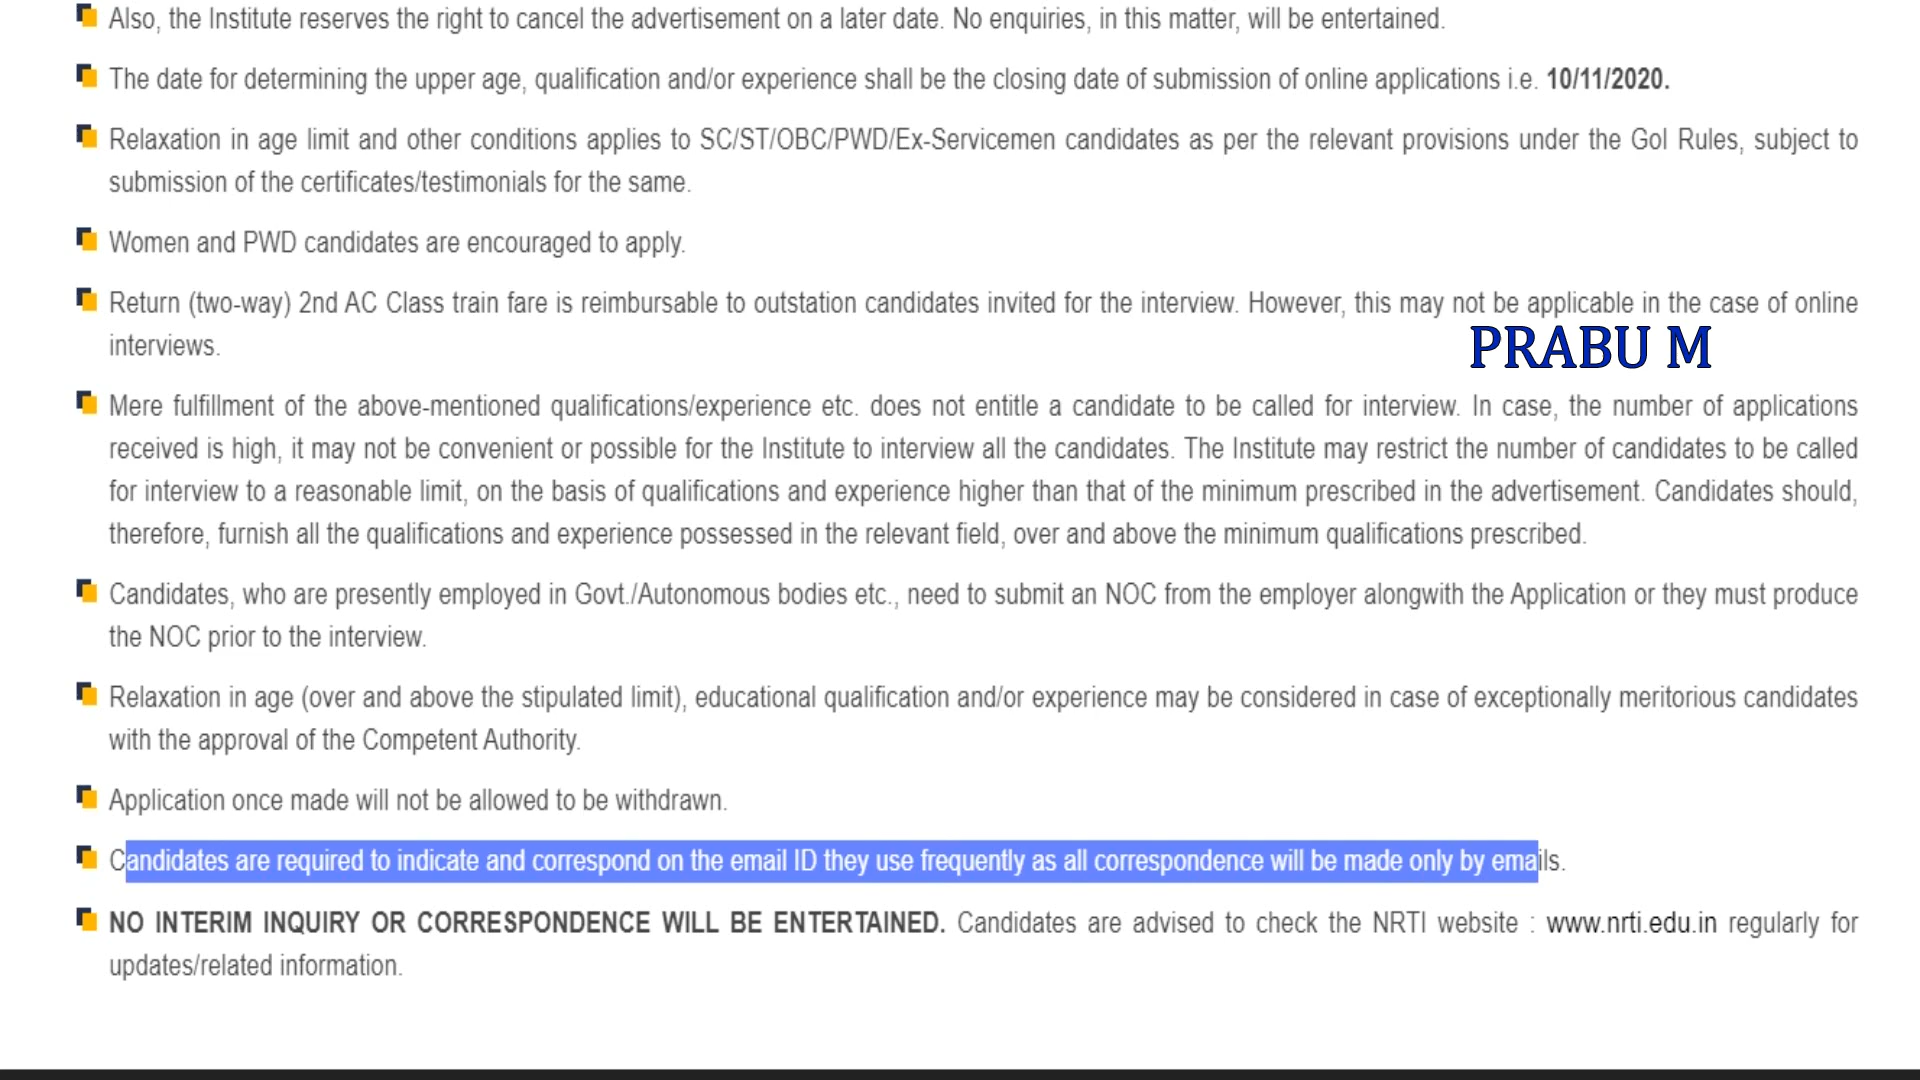 Also, the Institute reserves the right to cancel the advertisement on a later date. No enquiries, in this matter, will be entertained.
The date for determining the upper age, qualification and/or experience shall be the closing date of submission of online applications i.e. 10/11/2020.
Relaxation in age limit and other conditions applies to SC/ST/OBC/PWD/Ex-Servicemen candidates as per the relevant provisions under the GoI Rules, subject to
submission of the certificates/testimonials for the same.
Women and PWD candidates are encouraged to apply.
Return (two-way) 2nd AC Class train fare is reimbursable to outstation candidates invited for the interview. However, this may not be applicable in the case of online
interviews.
PRABU M
Mere fulfillment of the above-mentioned qualifications/experience etc. does not entitle a candidate to be called for interview. In case, the number of applications
received is high, it may not be convenient or possible for the Institute to interview all the candidates. The Institute may restrict the number of candidates to be called
for interview to a reasonable limit, on the basis of qualifications and experience higher than that of the minimum prescribed in the advertisement. Candidates should,
therefore, furnish all the qualifications and experience possessed in the relevant field, over and above the minimum qualifications prescribed.
Candidates, who are presently employed in Govt./Autonomous bodies etc., need to submit an NOC from the employer alongwith the Application or they must produce
the NOC prior to the interview.
Relaxation in age (over and above the stipulated limit), educational qualification and/or experience may be considered in case of exceptionally meritorious candidates
with the approval of the Competent Authority.
Application once made will not be allowed to be withdrawn.
Candidates are required to indicate and correspond on the email ID they use frequently as all correspondence will be made only by emails.
NO INTERIM INQUIRY OR CORRESPONDENCE WILL BE ENTERTAINED. Candidates are advised to check the NRTI website : www.nrti.edu.in regularly for
updates/related information.